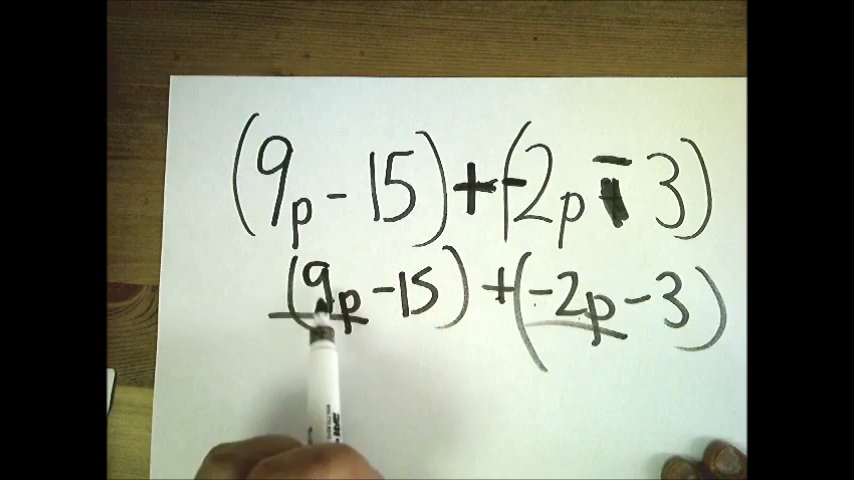 (9p - 15) + (-2p - 3)
(9p - 15) + (-2p - 3)